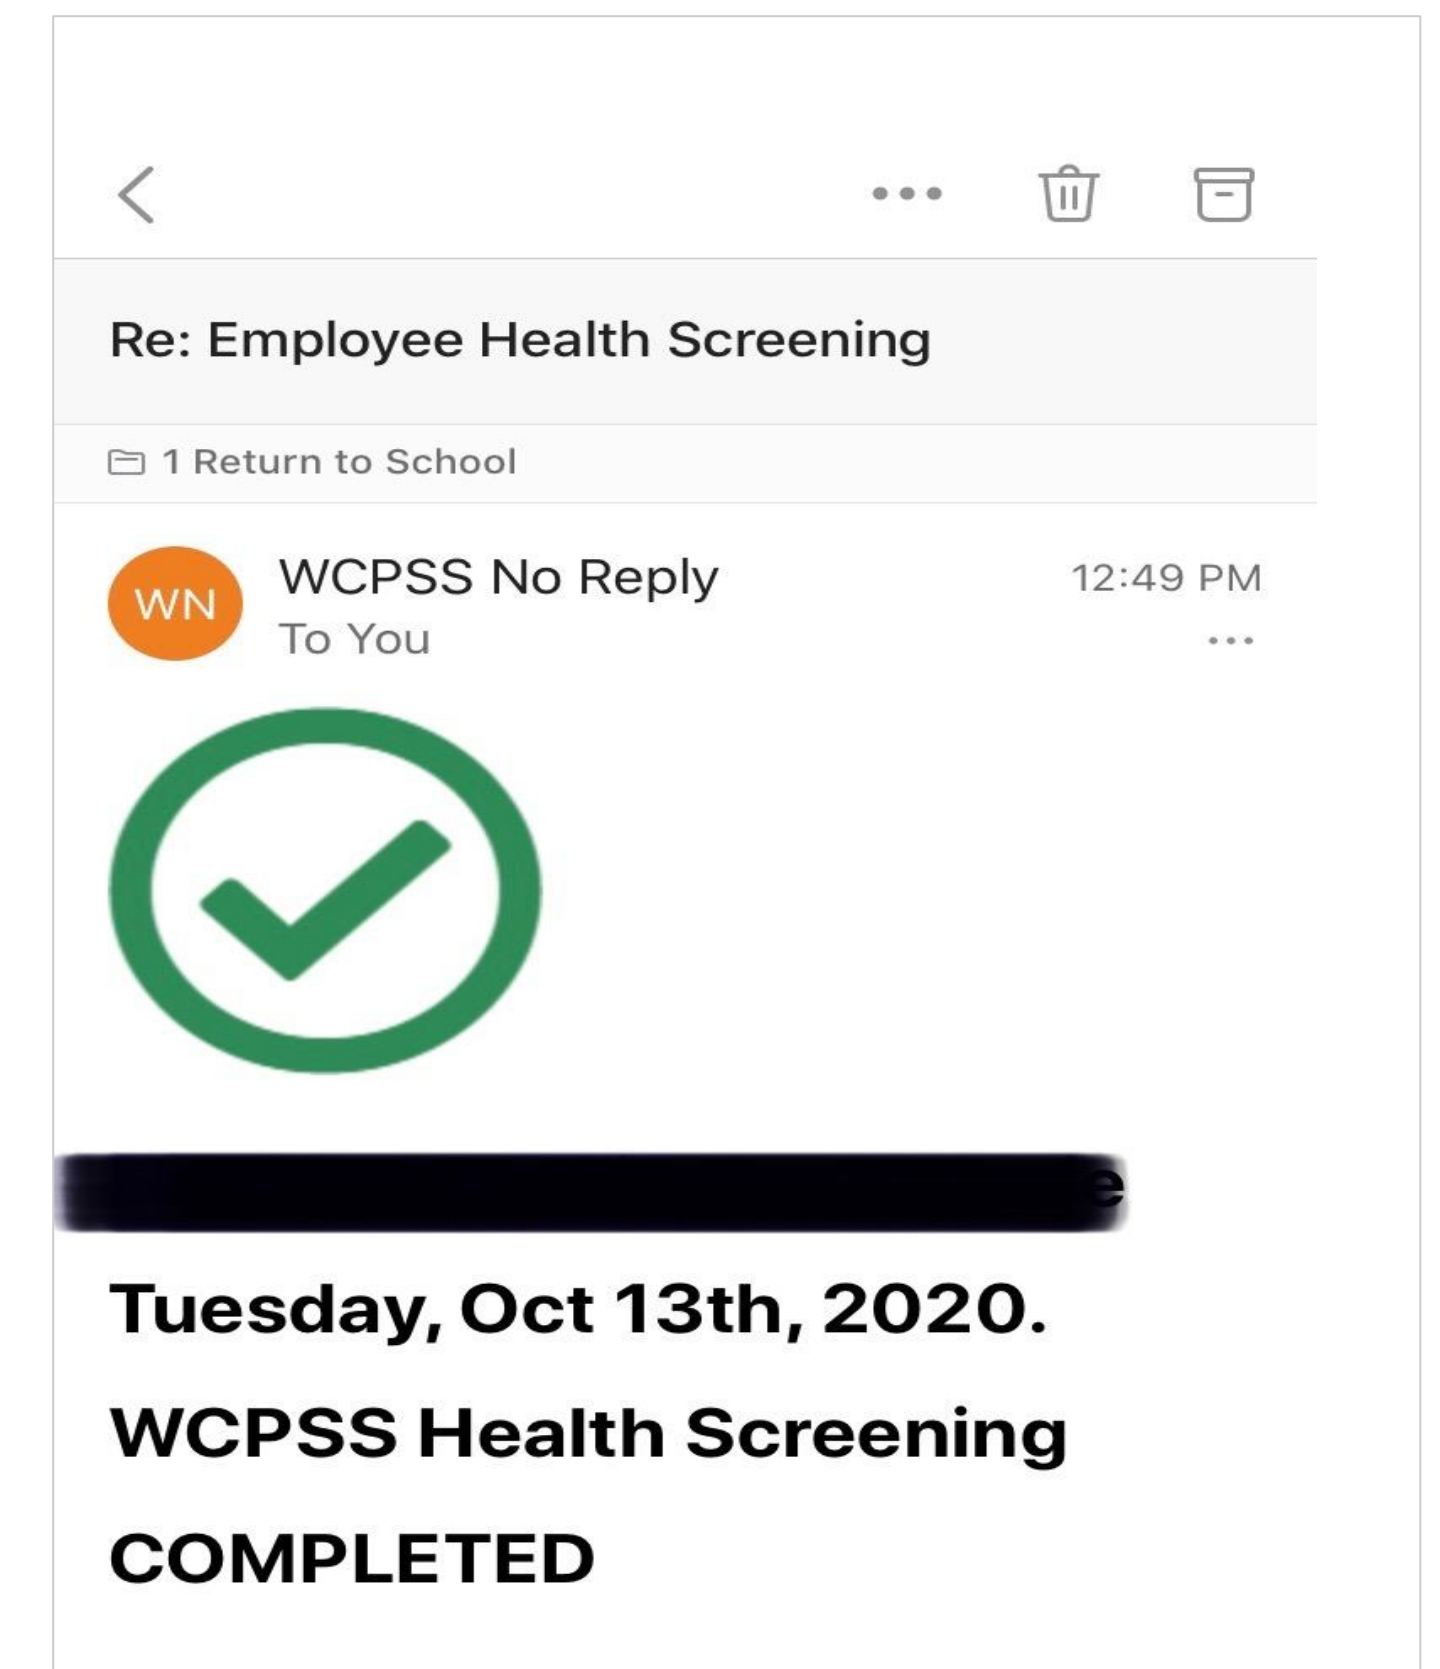 Re: Employee Health Screening
1 Return to School
WN
WCPSS No Reply
12:49 PM
To You
e
Tuesday, Oct 13th, 2020.
WCPSS Health Screening
COMPLETED